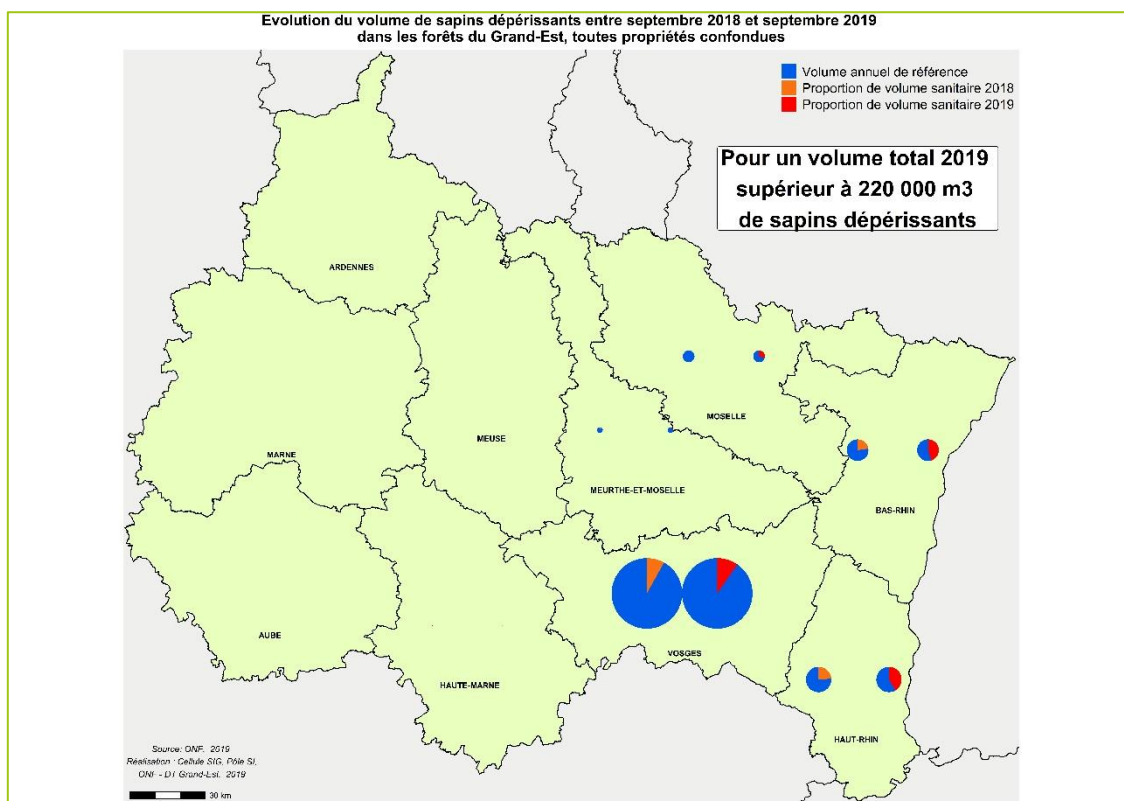 Evolution du volume de sapins dépérissants entre septembre 2018 et septembre 2019
dans les forêts du Grand-Est, toutes propriétés confondues
Volume annuel de référence
Proportion de volume sanitaire 2018
Proportion de volume sanitaire 2019
Pour un volume total 2019
supérieur à 220 000 m3
de sapins dépérissants
ARDENNES
MOSELLE
MEUSE
MARNE
MEURTHE-ET-MOSELLE
BAS-RHIN
AUBE
VOSGES
HAUTE-MARNE
HAUT-RHIN
Source: ONF, 2019
Réalisation : Cellule SIG, Pôle SI,
ONF - DT Grand-Est, 2019
30 km